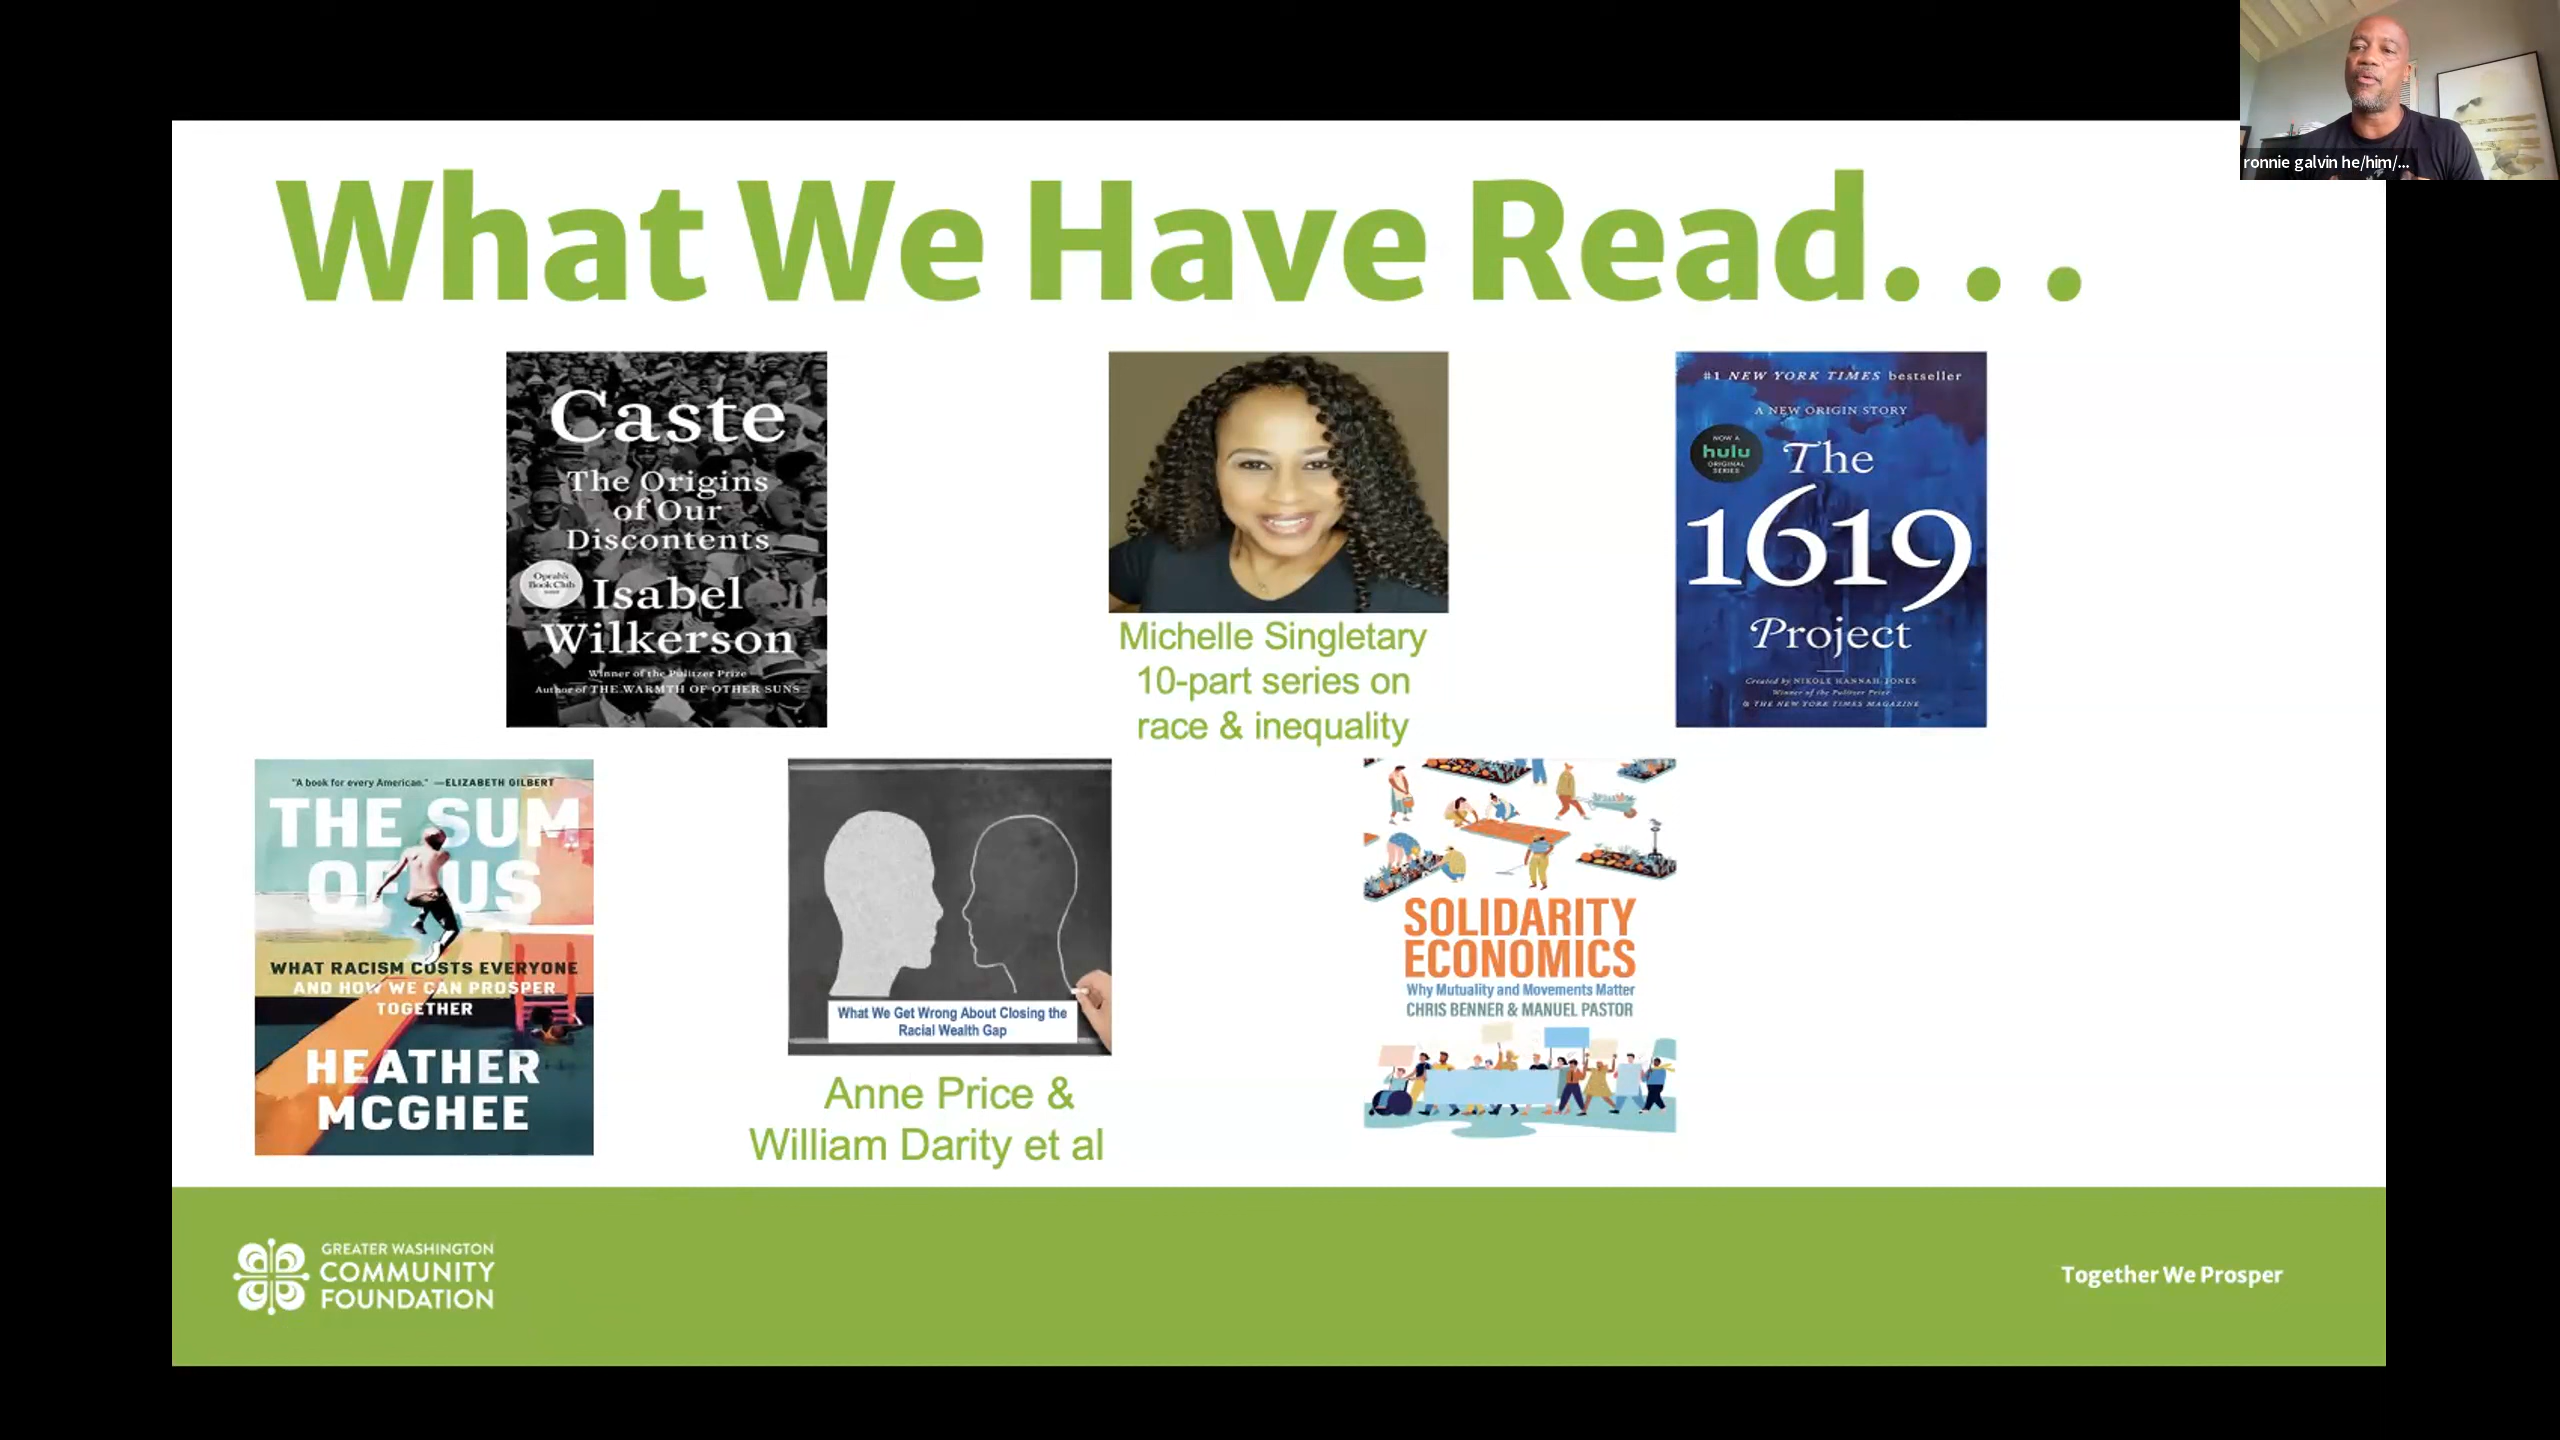 ronnie galvin he/him/...
What We Have Read...
Caste
The Origins
of Our
Discontents
Oprah's
Book Club
Isabel
Wilkerson
Winner of the Pulitzer Prize
Author of THE WARMTH OF OTHER SUNS
Michelle Singletary
10-part series on
race & inequality
#1 NEW YORK TIMES bestseller
A NEW ORIGIN STORY
NOW A
hulu
ORIGINAL
SERIES
The
1619
Project
Created by NIKOLE HANNAH-JONES
Winner of the Pulitzer Prize
& THE NEW YORK TIMES MAGAZINE
"A book for every American." —ELIZABETH GILBERT
THE SUM
OF US
WHAT RACISM COSTS EVERYONE
AND HOW WE CAN PROSPER
TOGETHER
HEATHER
MCGHEE
What We Get Wrong About Closing the
Racial Wealth Gap
Anne Price &
William Darity et al
SOLIDARITY
ECONOMICS
Why Mutuality and Movements Matter
CHRIS BENNER & MANUEL PASTOR
GREATER WASHINGTON
COMMUNITY
FOUNDATION
Together We Prosper